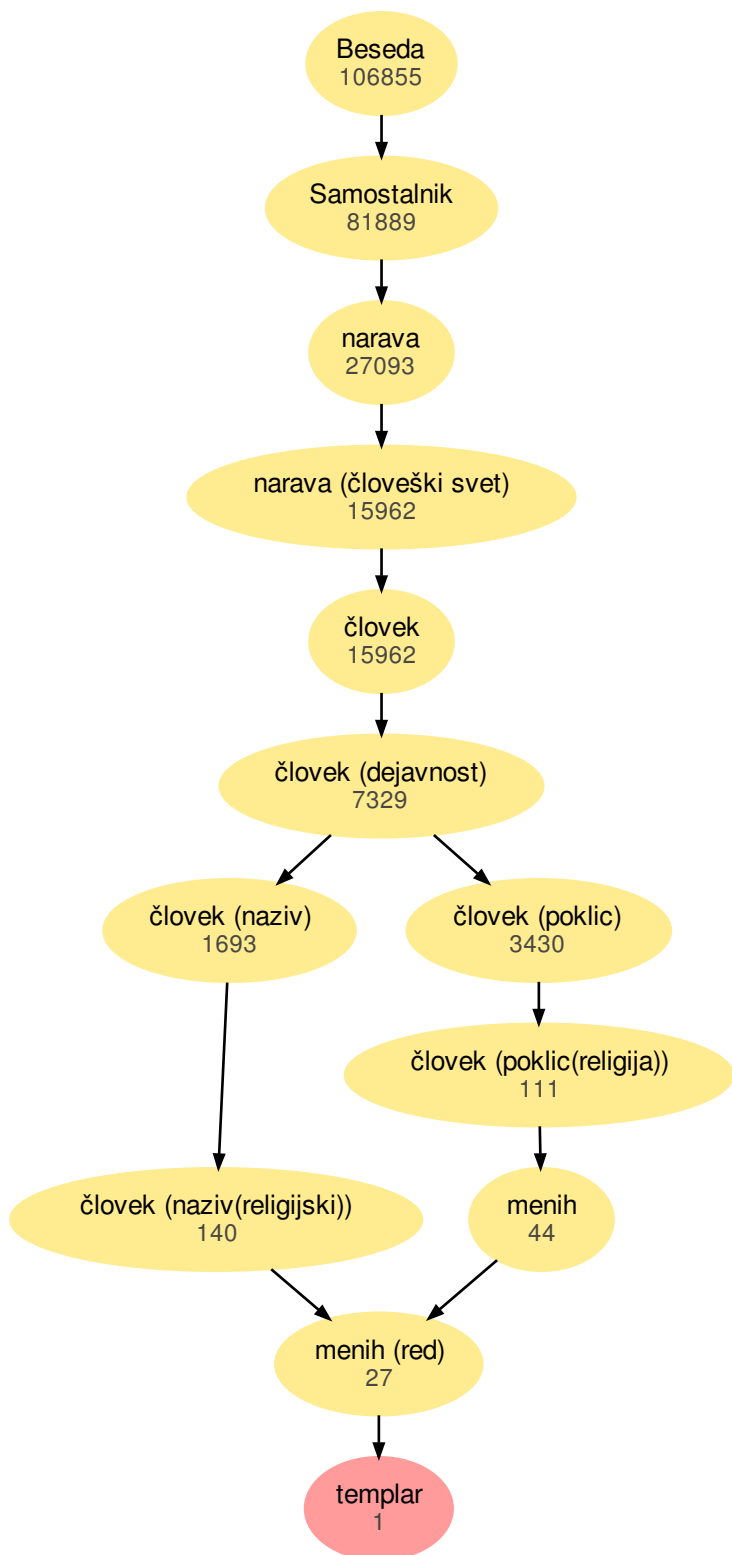 Beseda
106855
Samostalnik
81889
narava
27093
narava (človeški svet)
15962
človek
15962
človek (dejavnost)
7329
človek (naziv)
1693
človek (poklic)
3430
človek (poklic(religija))
111
človek (naziv(religijski))
140
menih
44
menih (red)
27
templar
1